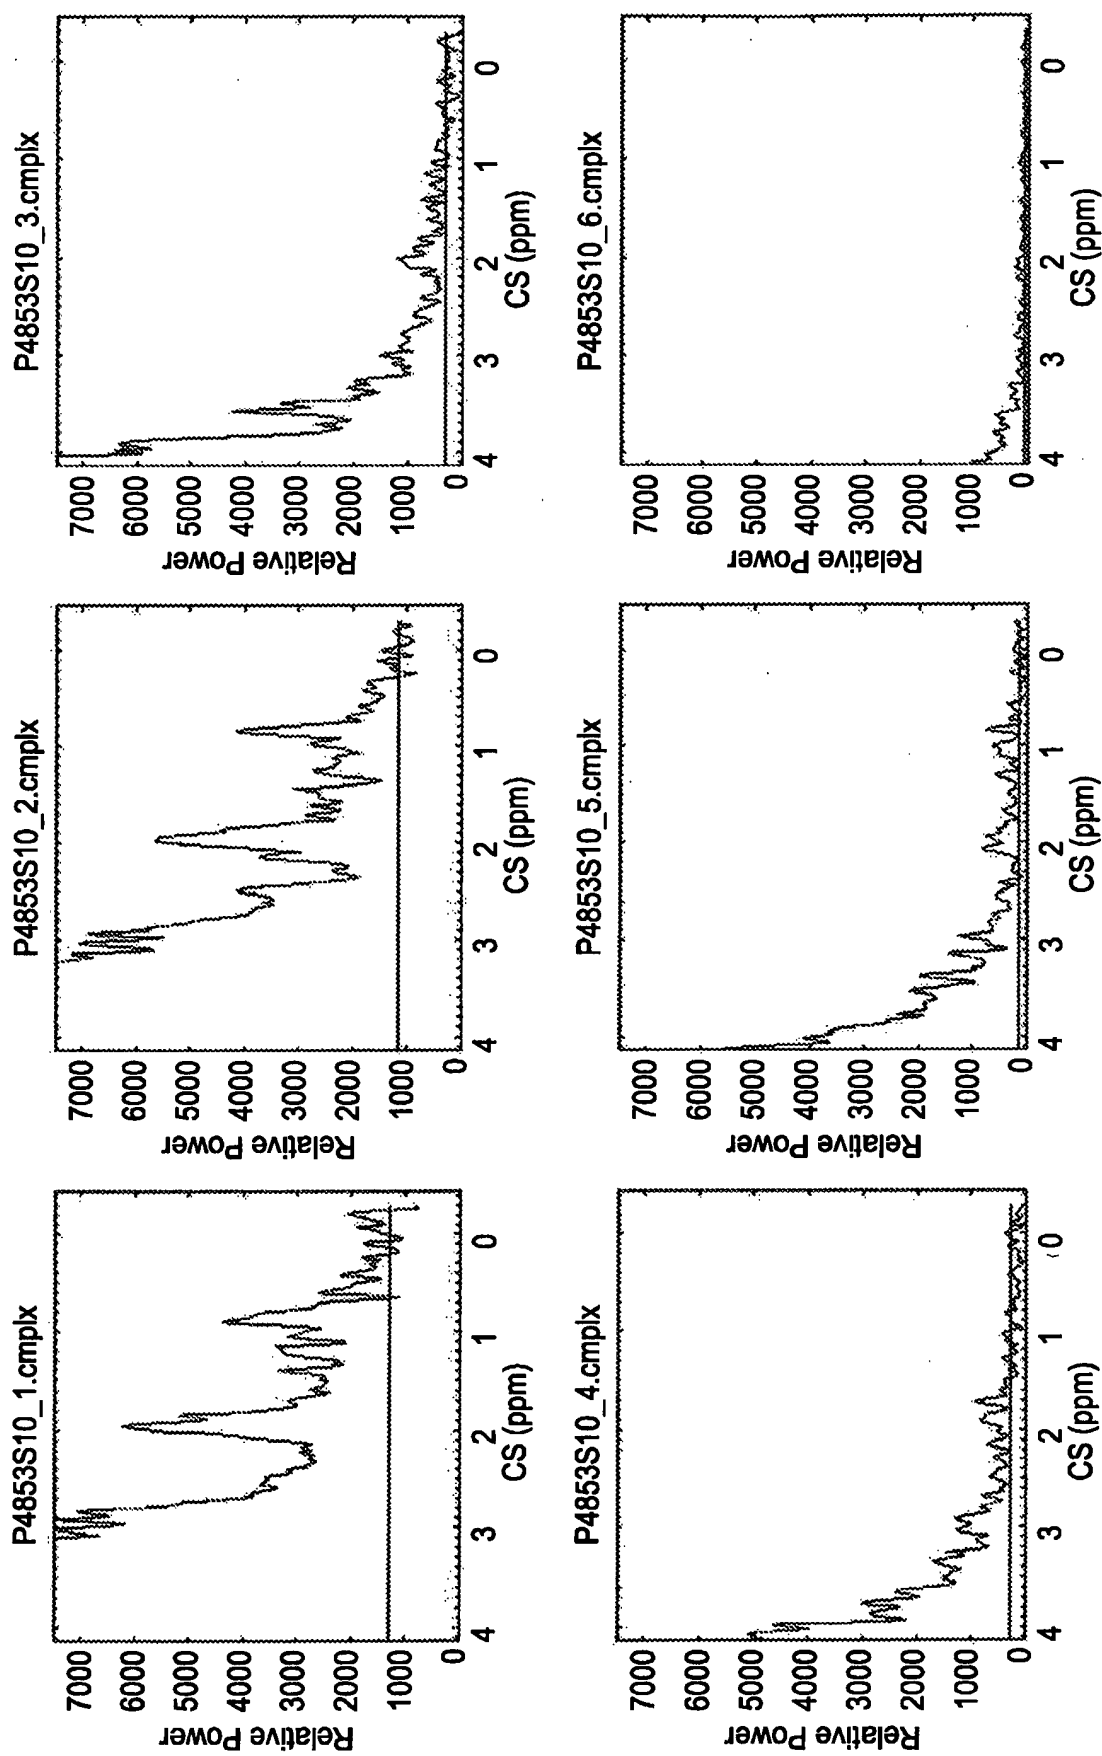 P4853S10_1.cmplx
Relative Power
7000
6000
5000
4000
3000
2000
1000
0
4 3 2 1 0
CS (ppm)
P4853S10_2.cmplx
Relative Power
7000
6000
5000
4000
3000
2000
1000
0
4 3 2 1 0
CS (ppm)
P4853S10_3.cmplx
Relative Power
7000
6000
5000
4000
3000
2000
1000
0
4 3 2 1 0
CS (ppm)
P4853S10_4.cmplx
Relative Power
7000
6000
5000
4000
3000
2000
1000
0
4 3 2 1 0
CS (ppm)
P4853S10_5.cmplx
Relative Power
7000
6000
5000
4000
3000
2000
1000
0
4 3 2 1 0
CS (ppm)
P4853S10_6.cmplx
Relative Power
7000
6000
5000
4000
3000
2000
1000
0
4 3 2 1 0
CS (ppm)